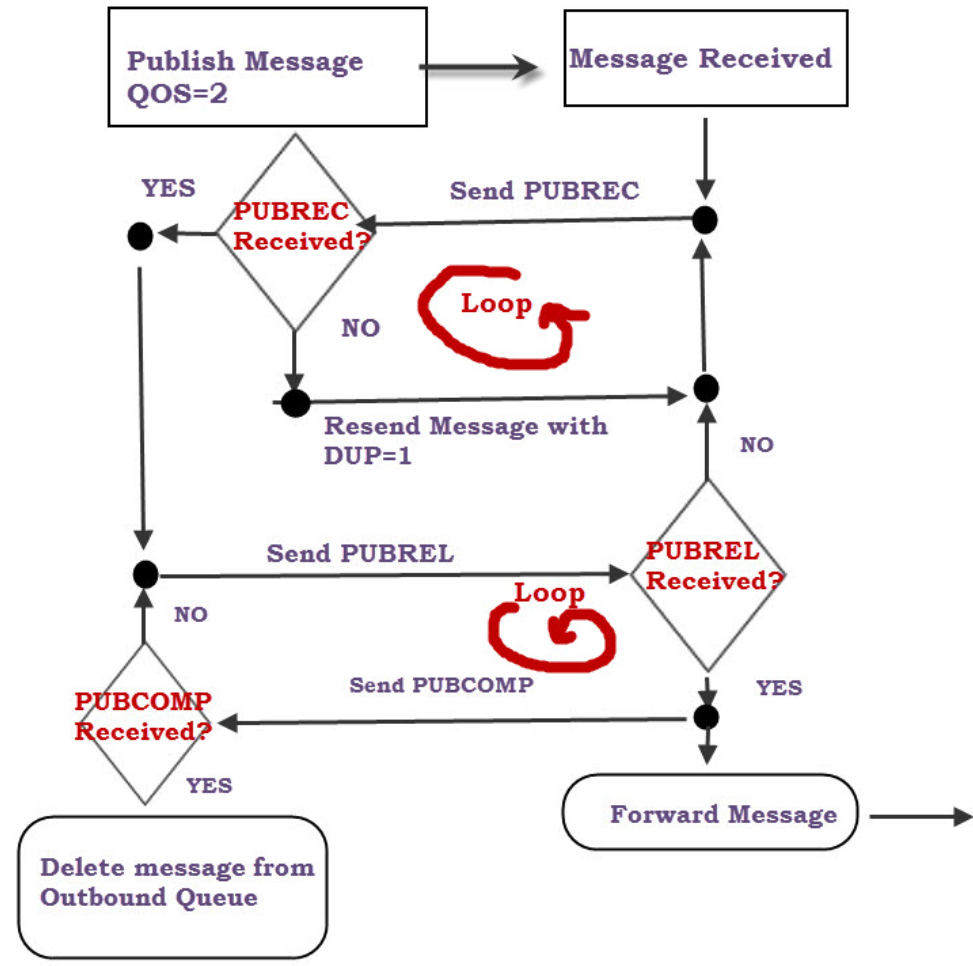 Publish Message
QOS=2
Message Received
YES
Send PUBREC
PUBREC
Received?
Loop
NO
Resend Message with
DUP=1
NO
Send PUBREL
PUBREL
Received?
Loop
NO
Send PUBCOMP
YES
PUBCOMP
Received?
YES
Forward Message
Delete message from
Outbound Queue